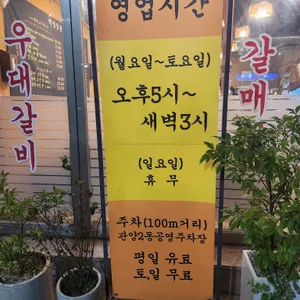 영업시간
(월요일~토요일)
오후5시~
새벽3시
(일요일)
휴무
주차(100m거리)
관양2동공영주차장
평일 유료
토,일 무료
우대갈비
갈매